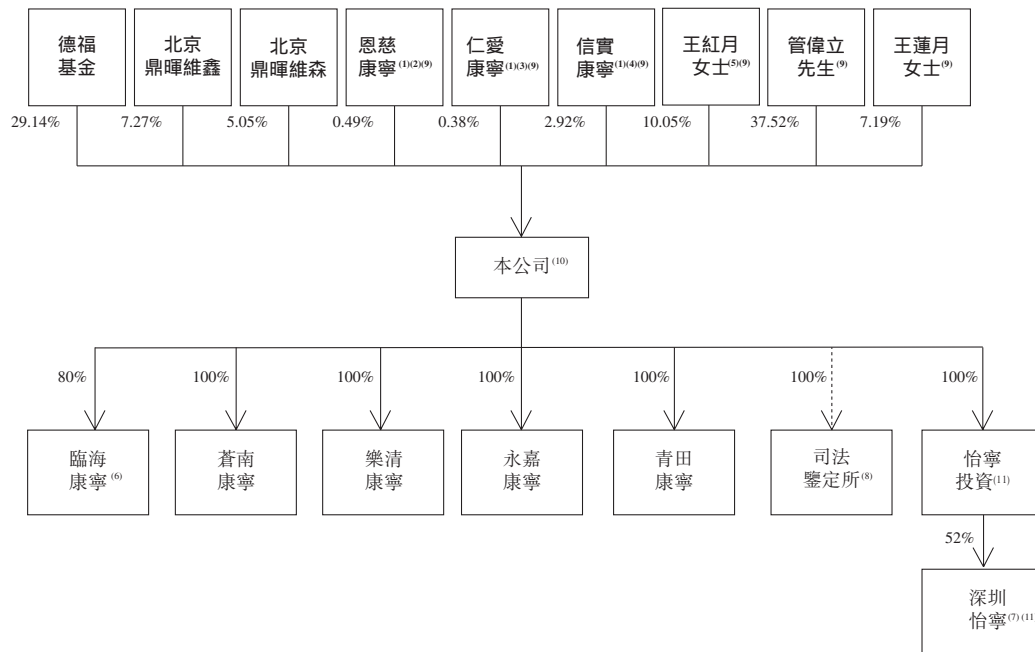 德福
基金
北京
鼎暉維鑫
北京
鼎暉維森
恩慈
康寧(1)(2)(9)
仁愛
康寧(1)(3)(9)
信實
康寧(1)(4)(9)
王紅月
女士(5)(9)
管偉立
先生(9)
王蓮月
女士(9)
29.14%
7.27%
5.05%
0.49%
0.38%
2.92%
10.05%
37.52%
7.19%
本公司(10)
80%
100%
100%
100%
100%
100%
100%
臨海
康寧(6)
蒼南
康寧
樂清
康寧
永嘉
康寧
青田
康寧
司法
鑒定所(8)
怡寧
投資(11)
52%
深圳
怡寧(7)(11)